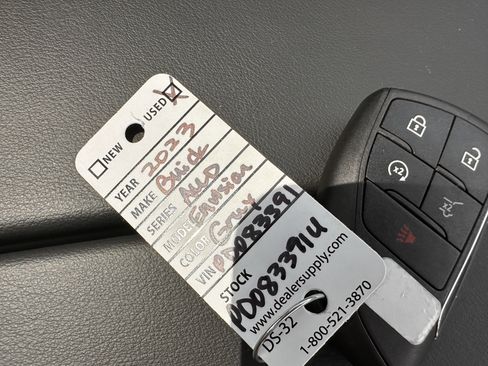 NEW USED
YEAR 2023
MAKE Buick
SERIES AWD
MODEL Envision
COLOR Gray
VIN PD083391
STOCK PD083391U
www.dealersupply.com
DS-32 1-800-521-3870
x2